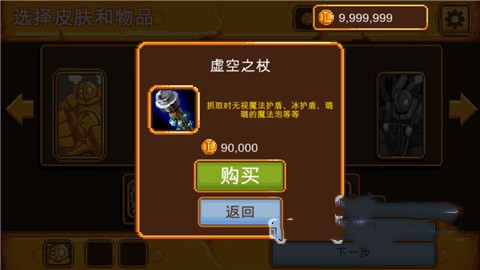 选择皮肤和物品
9,999,999
虚空之杖
抓取时无视魔法护盾、冰护盾、璐
璐的魔法泡等等
90,000
购买
返回
下一步